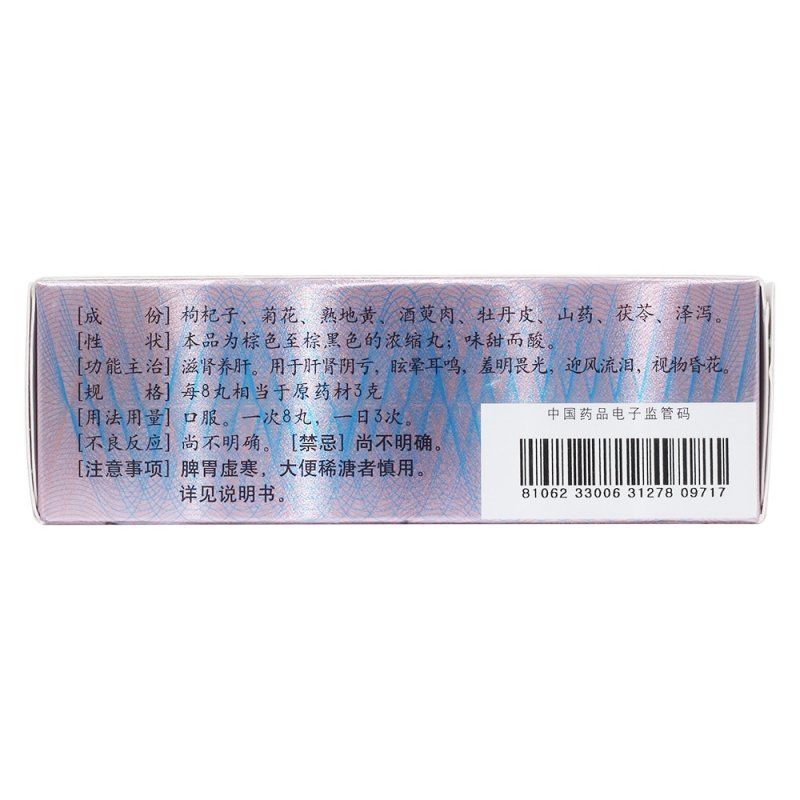 [成　份] 枸杞子、菊花、熟地黄、酒萸肉、牡丹皮、山药、茯苓、泽泻。
[性　状] 本品为棕色至棕黑色的浓缩丸；味甜而酸。
[功能主治] 滋肾养肝。用于肝肾阴亏，眩晕耳鸣，羞明畏光，迎风流泪，视物昏花。
[规　格] 每8丸相当于原药材3克
[用法用量] 口服。一次8丸，一日3次。
[不良反应] 尚不明确。 [禁忌] 尚不明确。
[注意事项] 脾胃虚寒，大便稀溏者慎用。
详见说明书。
中国药品电子监管码
81062 33006 31278 09717